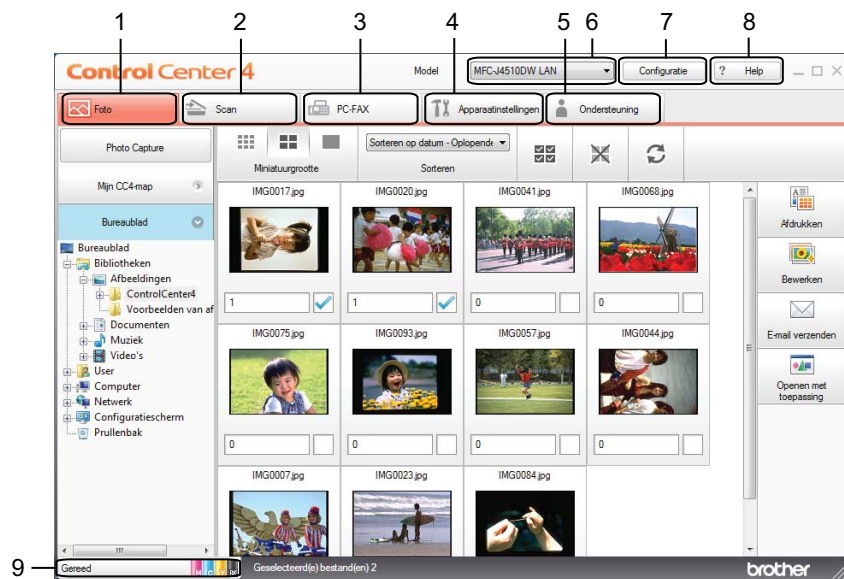 1 2 3 4 5 6 7 8
Control Center 4
Model
MFC-J4510DW LAN
Configuratie
? Help
Foto
Scan
PC-FAX
Apparaatinstellingen
Ondersteuning
Photo Capture
Mijn CC4-map
Bureaublad
Miniatuurgrootte
Sorteren op datum - Oplopende
Sorteren
Bureaublad
Bibliotheken
Afbeeldingen
ControlCenter4
Voorbeelden van af
Documenten
Muziek
Video's
User
Computer
Netwerk
Configuratiescherm
Prullenbak
IMG0017.jpg IMG0020.jpg IMG0041.jpg IMG0068.jpg
1 1 0 0
IMG0075.jpg IMG0093.jpg IMG0057.jpg IMG0044.jpg
0 0 0 0
IMG0007.jpg IMG0023.jpg IMG0084.jpg
Afdrukken
Bewerken
E-mail verzenden
Openen met
toepassing
9
Gereed
M C Y BK
Geselecteerd(e) bestand(en) 2
brother